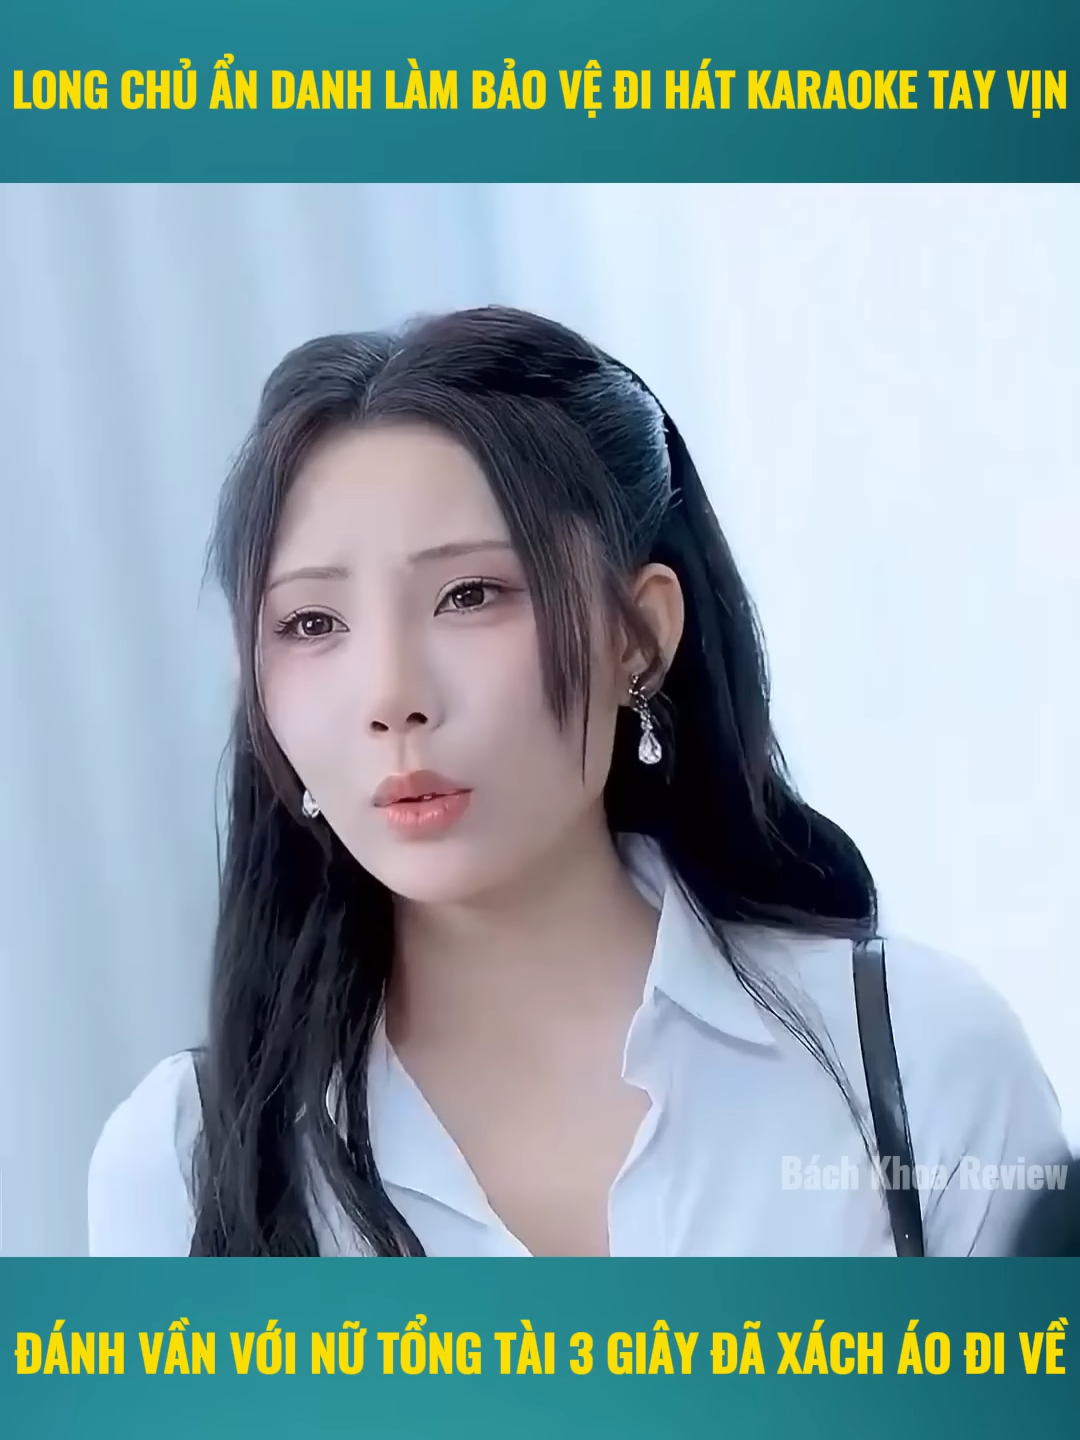 LONG CHỦ ẨN DANH LÀM BẢO VỆ ĐI HÁT KARAOKE TAY VỊN
Bách Khoa Review
ĐÁNH VẦN VỚI NỮ TỔNG TÀI 3 GIÂY ĐÃ XÁCH ÁO ĐI VỀ